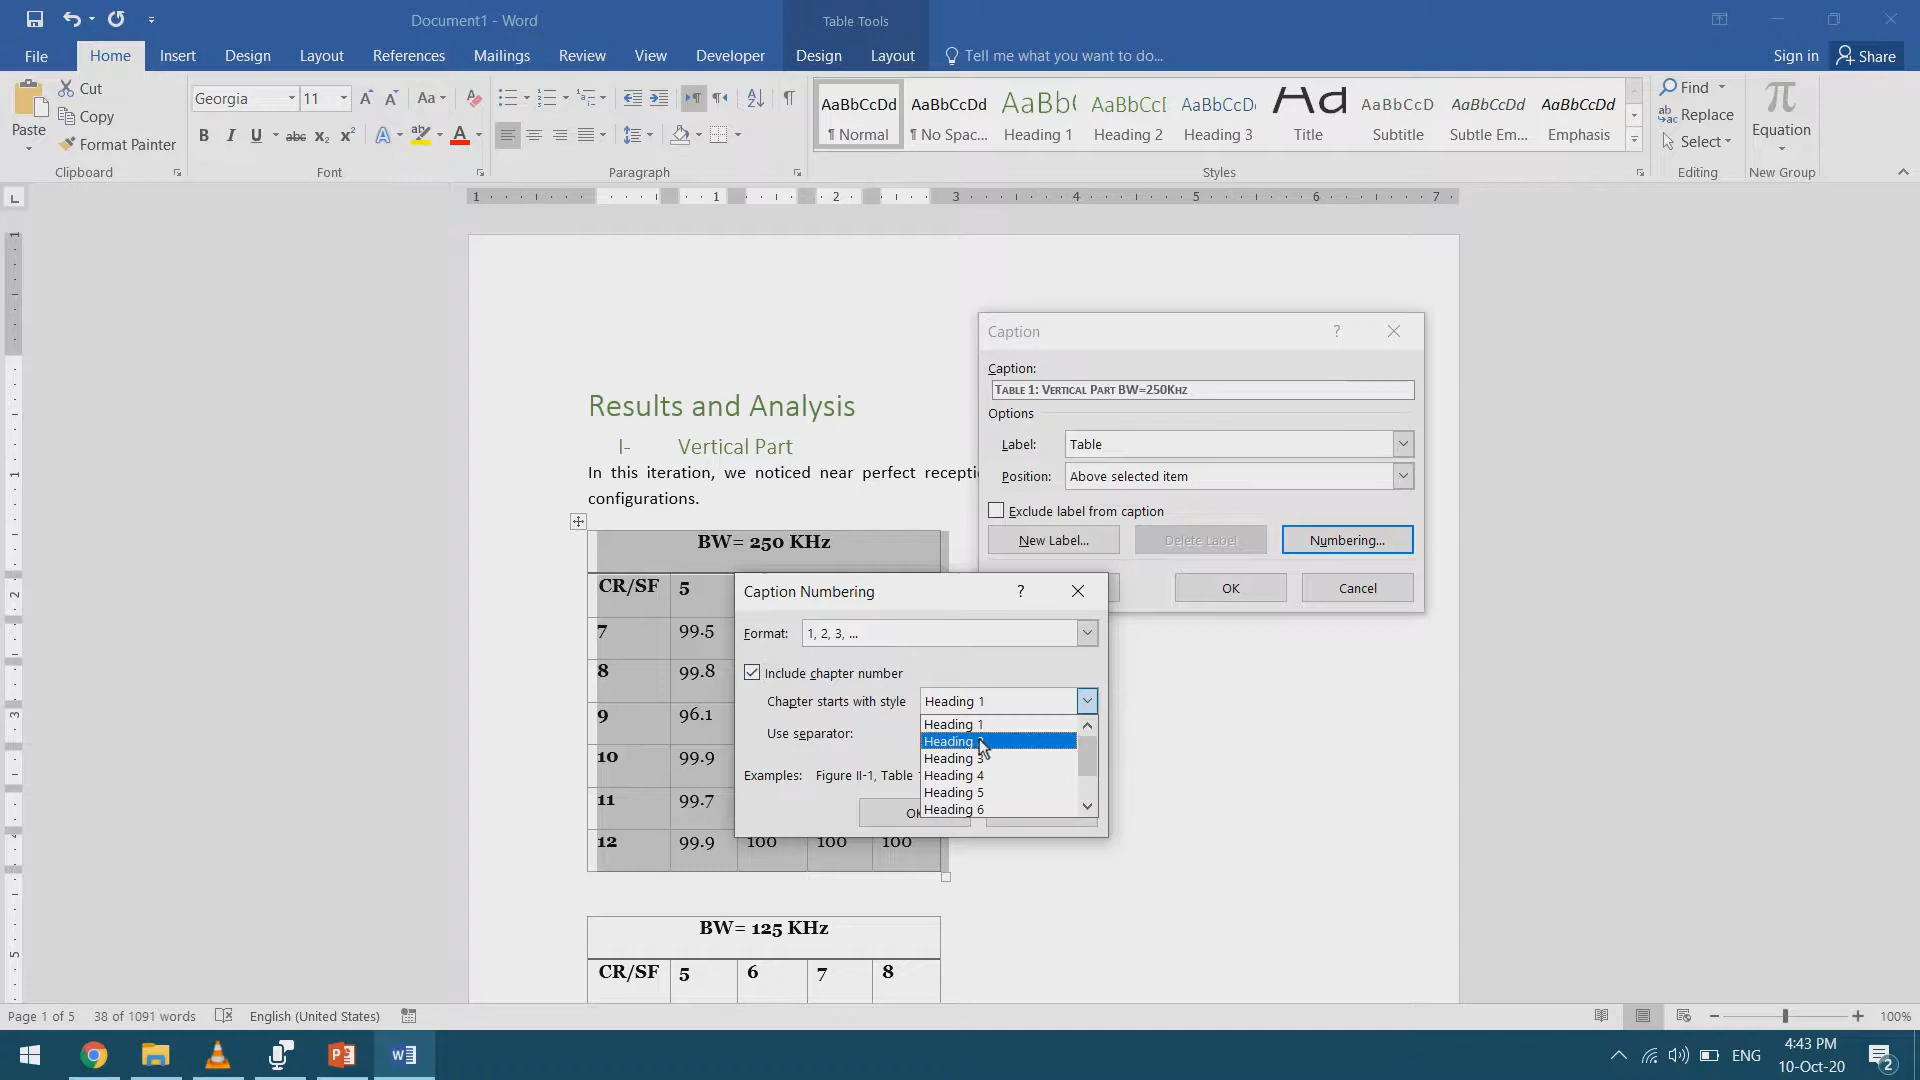 Document1 - Word
Table Tools
File Home Insert Design Layout References Mailings Review View Developer Design Layout Tell me what you want to do... Sign in Share
Paste
Cut
Copy
Format Painter
Clipboard
Georgia 11
Font
Paragraph
AaBbCcDd AaBbCcDd AaBb( AaBbCcI AaBbCcD AaBbCcD AaBbCcDd AaBbCcDd
¶ Normal ¶ No Spac... Heading 1 Heading 2 Heading 3 Title Subtitle Subtle Em... Emphasis
Styles
Find
Replace
Select
Editing
Equation
New Group
1 1 2 3 4 5 6 7
Results and Analysis
I- Vertical Part
In this iteration, we noticed near perfect
configurations.
BW= 250 KHz
CR/SF 5
7 99.5
8 99.8
9 96.1
10 99.9
11 99.7
12 99.9 100 100 100
BW= 125 KHz
CR/SF 5 6 7 8
Caption
?
Caption:
Table 1: Vertical Part BW=250Khz
Options
Label: Table
Position: Above selected item
Exclude label from caption
New Label... Delete Label Numbering...
OK Cancel
Caption Numbering
?
Format: 1, 2, 3, ...
Include chapter number
Chapter starts with style Heading 1
Use separator:
Heading 1
Heading
Heading 3
Heading 4
Heading 5
Heading 6
Examples: Figure II-1, Table
Page 1 of 5 38 of 1091 words English (United States) 100%
ENG
4:43 PM
10-Oct-20
2